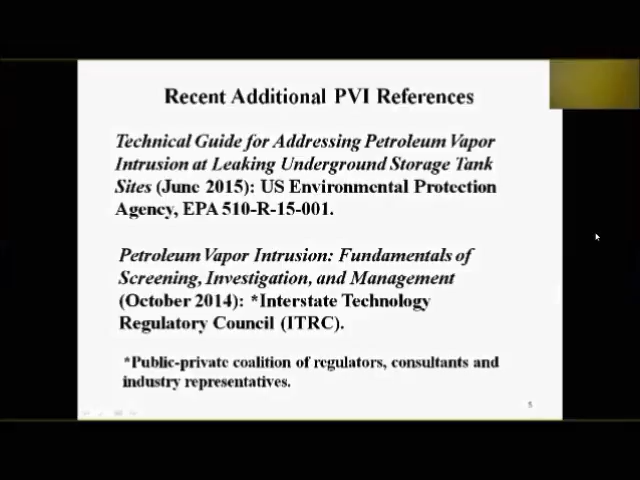 Recent Additional PVI References
Technical Guide for Addressing Petroleum Vapor
Intrusion at Leaking Underground Storage Tank
Sites (June 2015): US Environmental Protection
Agency, EPA 510-R-15-001.
Petroleum Vapor Intrusion: Fundamentals of
Screening, Investigation, and Management
(October 2014): *Interstate Technology
Regulatory Council (ITRC).
*Public-private coalition of regulators, consultants and
industry representatives.
5